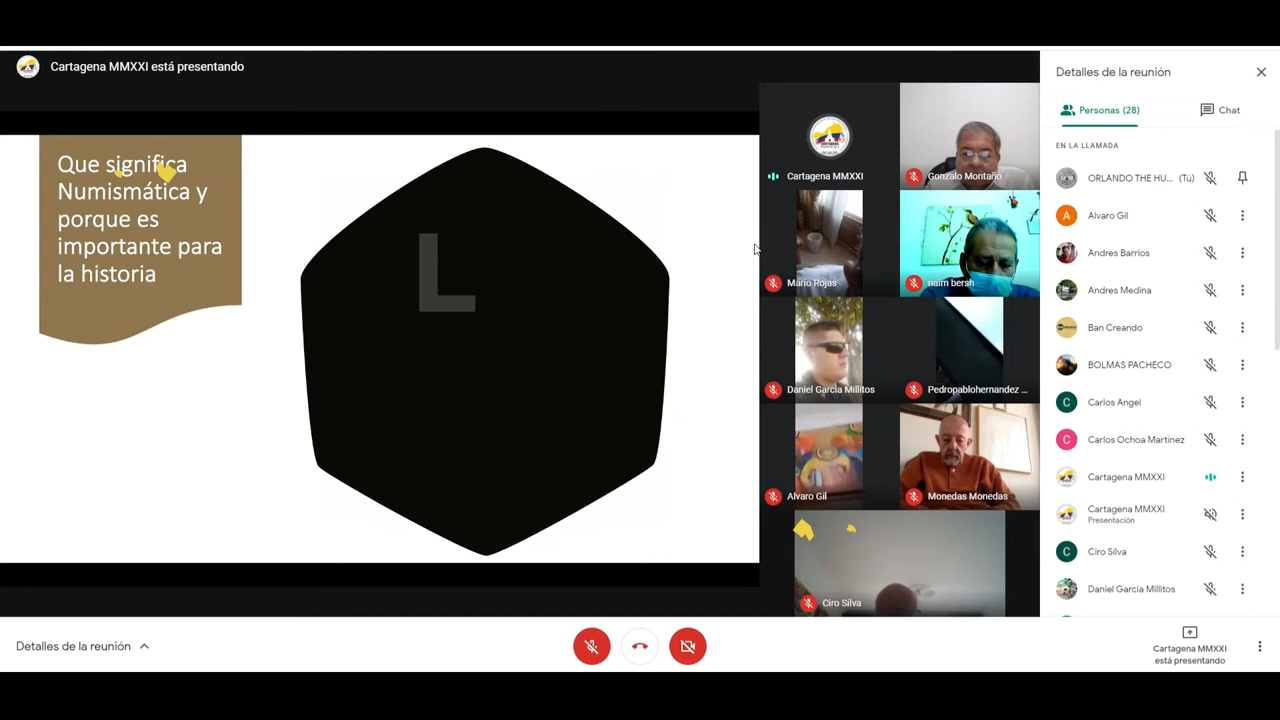 Cartagena MMXXI está presentando
Que significa
Numismática y
porque es
importante para
la historia
L
Cartagena MMXXI
Gonzalo Montaño
Mario Rojas
naim bersh
Daniel Garcia Millitos
Pedropablohernandez ...
Alvaro Gil
Monedas Monedas
Ciro Silva
Detalles de la reunión
Personas (28)
Chat
EN LA LLAMADA
ORLANDO THE HU... (Tú)
Alvaro Gil
Andres Barrios
Andres Medina
Ban Creando
BOLMAS PACHECO
C Carlos Angel
C Carlos Ochoa Martínez
Cartagena MMXXI
Cartagena MMXXI
Presentación
C Ciro Silva
Daniel Garcia Millitos
Detalles de la reunión
Cartagena MMXXI
está presentando